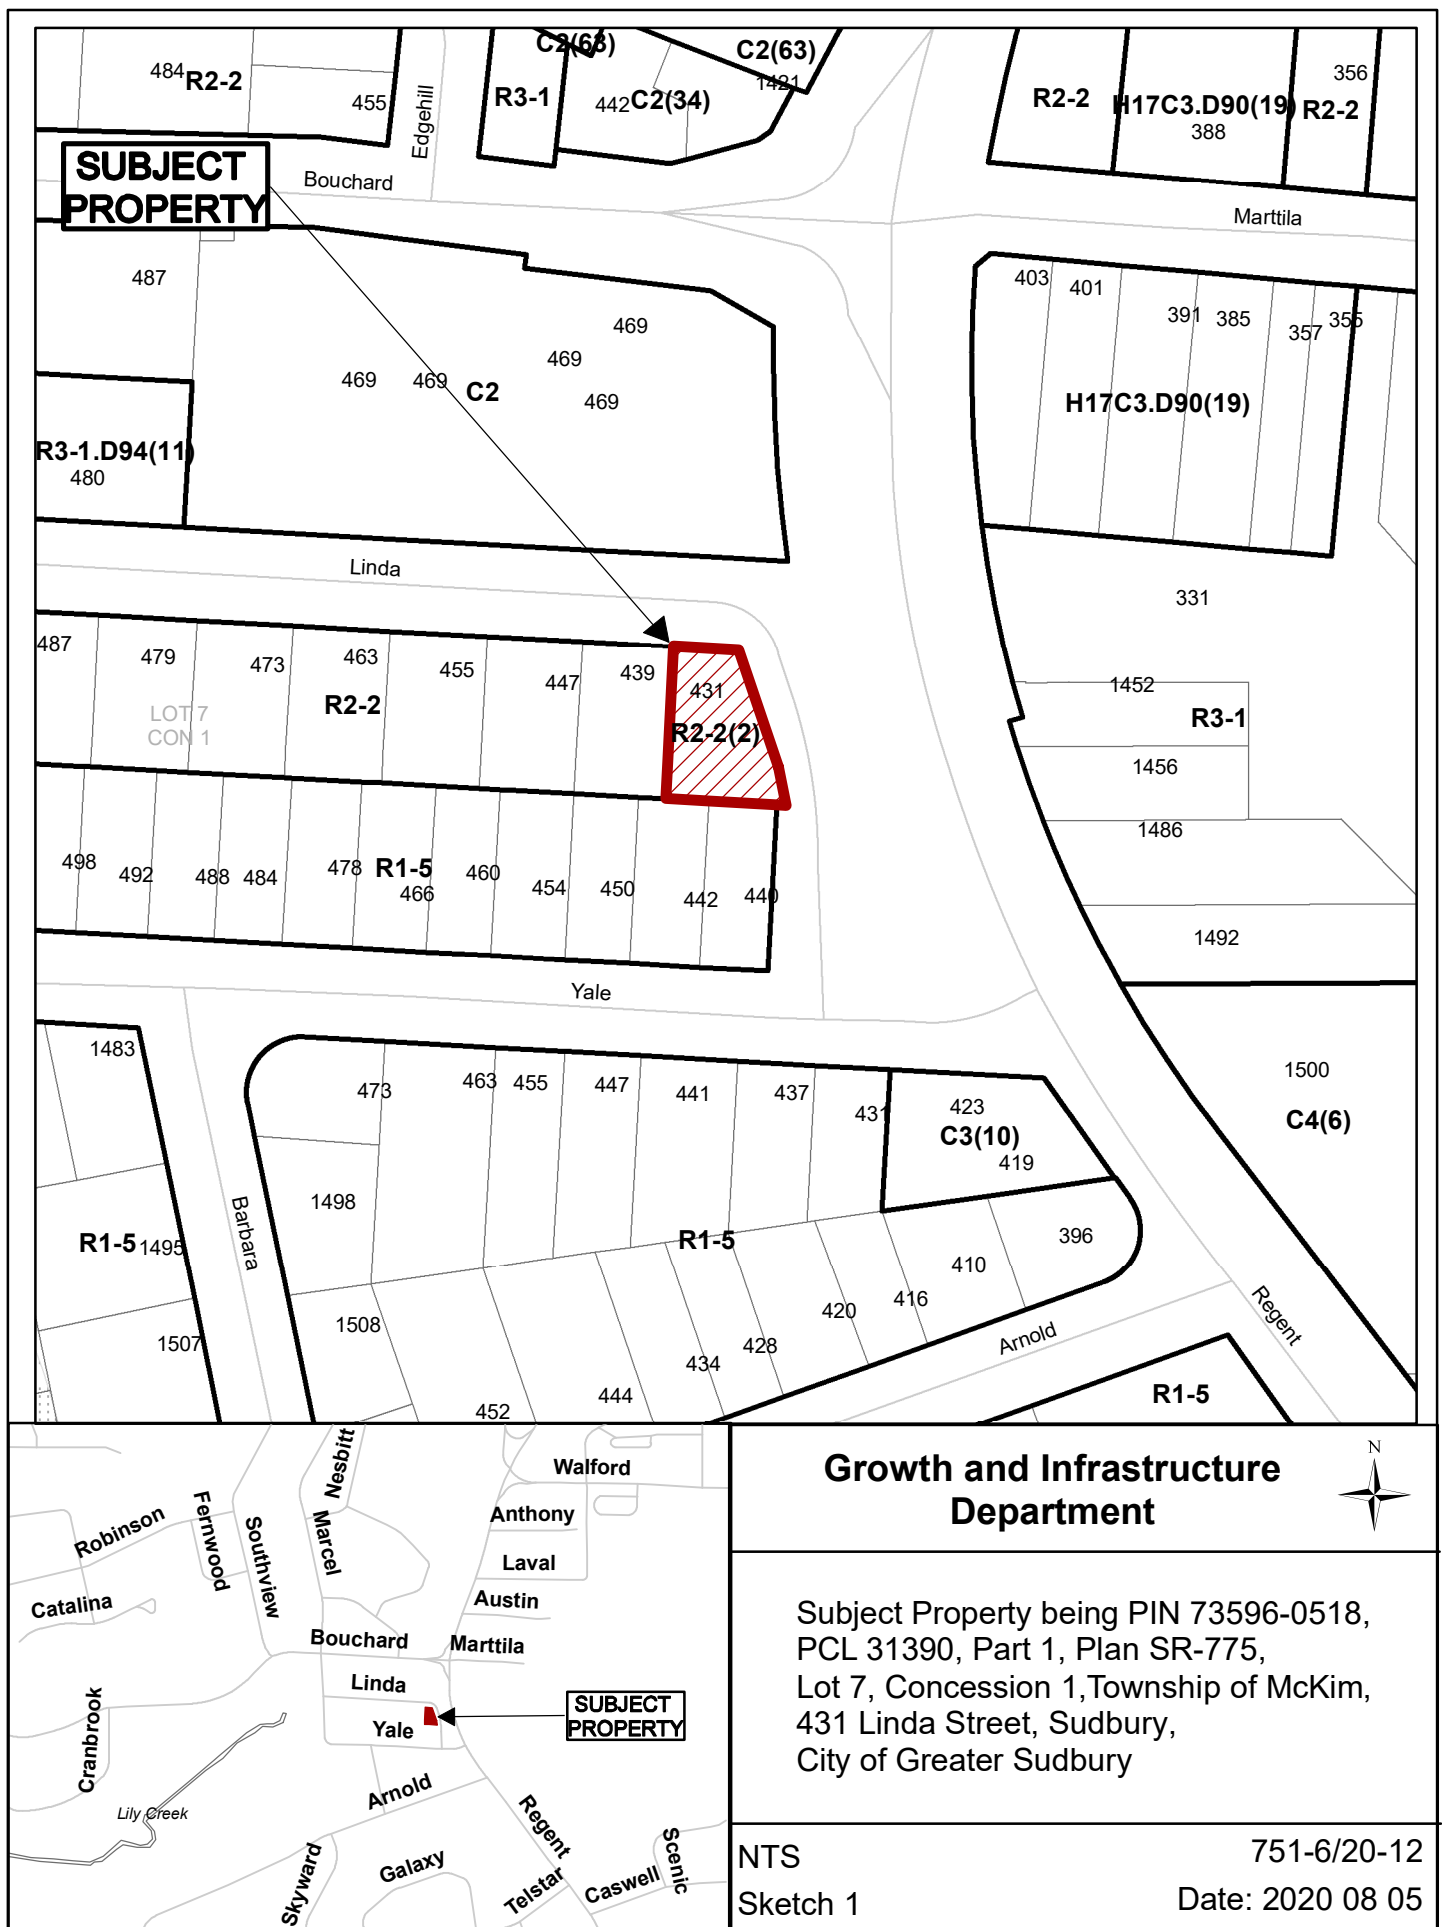 C2(63)
C2(63)
484
R2-2
455
Edgehill
R3-1
442
C2(34)
1421
R2-2
H17C3.D90(19)
388
R2-2
356
SUBJECT
PROPERTY
Bouchard
Marttila
487
469
469
469
469
469
C2
403
401
391
385
357
355
H17C3.D90(19)
R3-1.D94(11)
480
Linda
331
487
479
473
463
455
447
439
431
R2-2
R2-2(2)
LOT 7
CON 1
1452
R3-1
1456
1486
1492
498
492
488
484
478
R1-5
466
460
454
450
442
440
Yale
1483
473
463
455
447
441
437
431
423
C3(10)
419
1500
C4(6)
1498
Barbara
R1-5
1495
R1-5
396
410
416
420
428
434
444
452
1508
1507
Arnold
Regent
R1-5
Nesbitt
Walford
Robinson
Fernwood
Southview
Marcel
Anthony
Laval
Austin
Catalina
Bouchard
Marttila
Linda
Yale
SUBJECT
PROPERTY
Cranbrook
Lily Creek
Arnold
Regent
Skyward
Galaxy
Telstar
Caswell
Scenic
Growth and Infrastructure
Department
N
Subject Property being PIN 73596-0518,
PCL 31390, Part 1, Plan SR-775,
Lot 7, Concession 1,Township of McKim,
431 Linda Street, Sudbury,
City of Greater Sudbury
NTS
751-6/20-12
Sketch 1
Date: 2020 08 05